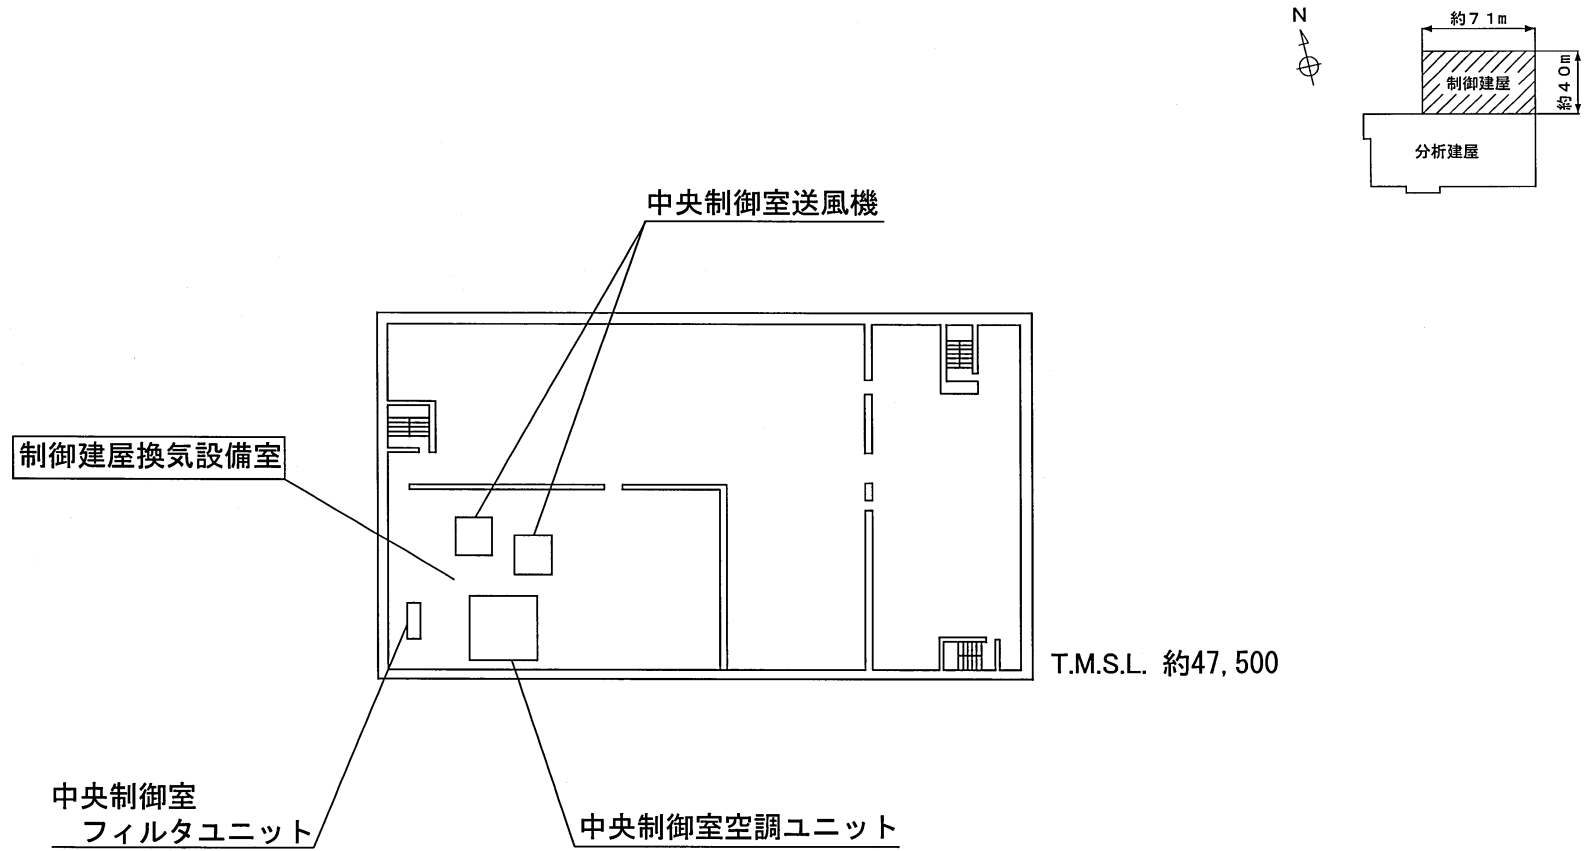 N
約71m
制御建屋
約40m
分析建屋
中央制御室送風機
制御建屋換気設備室
T.M.S.L. 約47,500
中央制御室
フィルタユニット
中央制御室空調ユニット